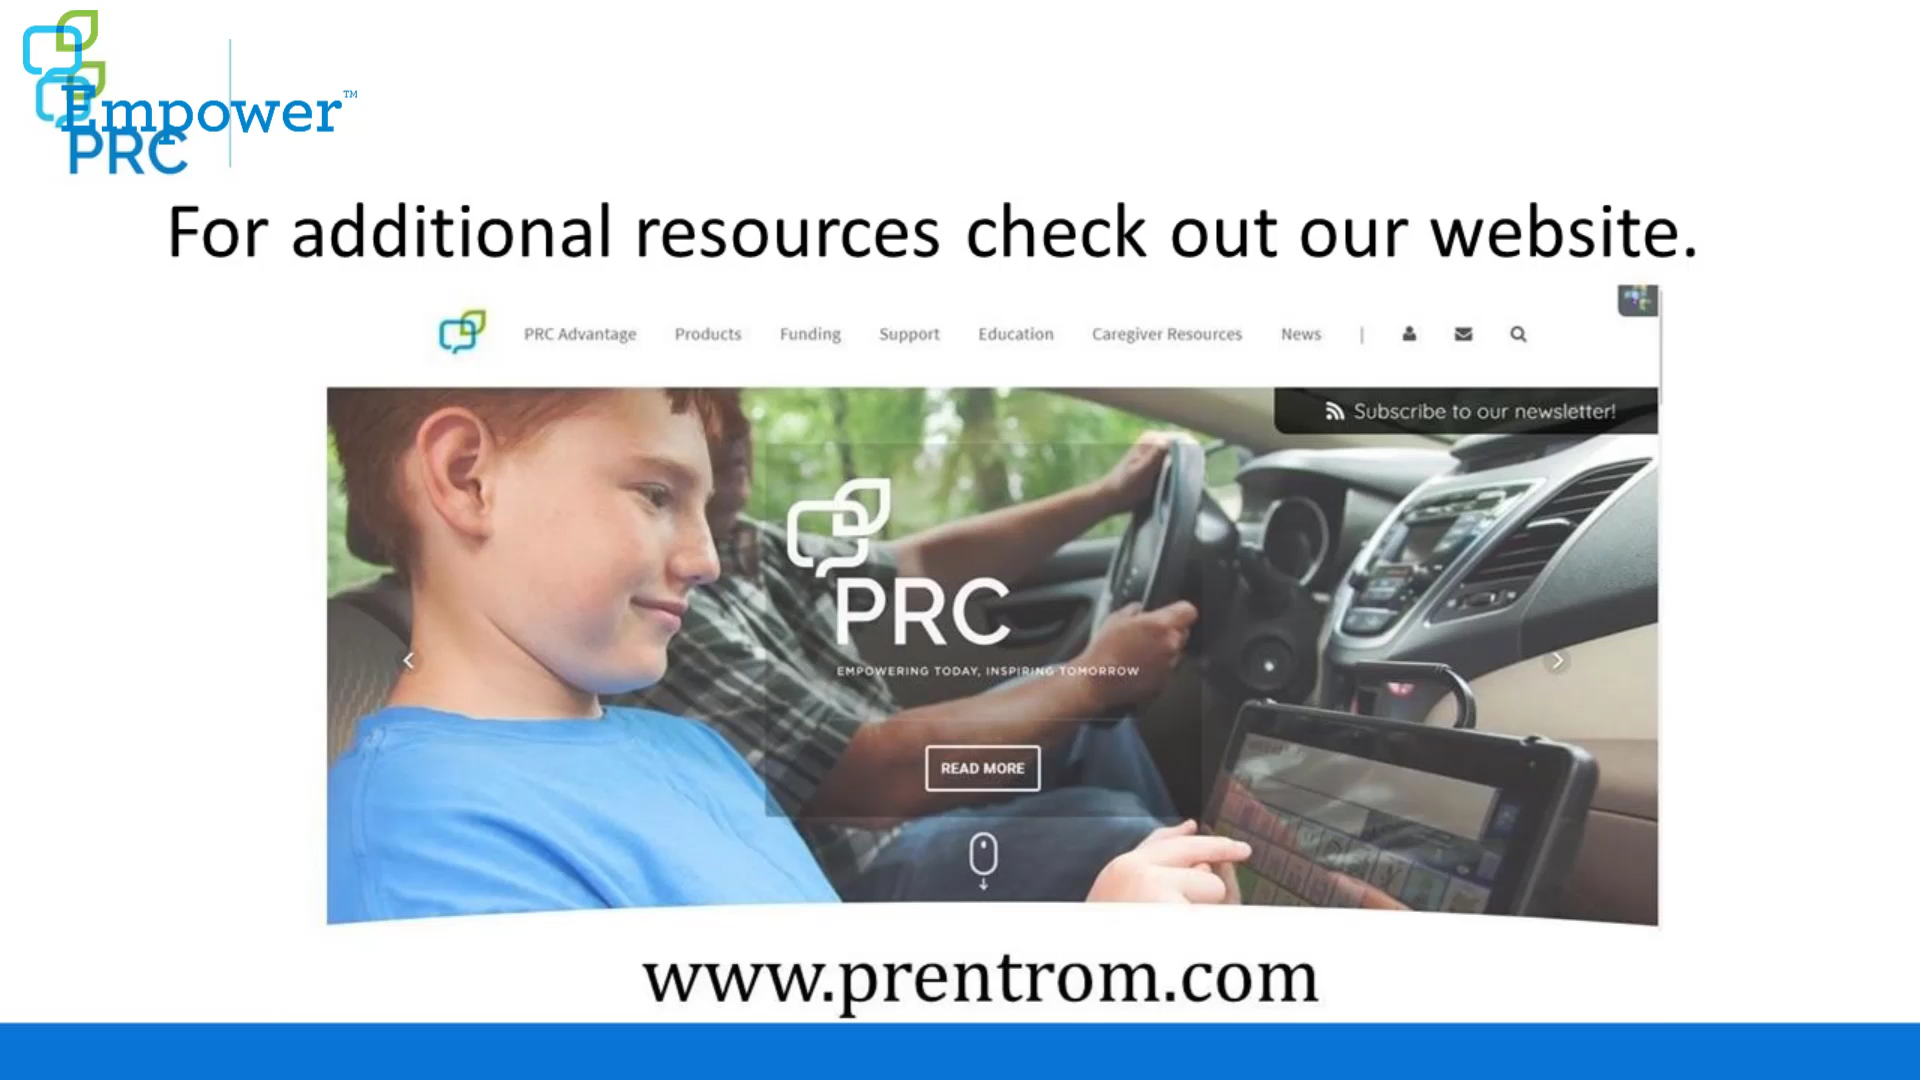 Empower™
PRC
For additional resources check out our website.
PRC Advantage Products Funding Support Education Caregiver Resources News |
Subscribe to our newsletter!
PRC
EMPOWERING TODAY, INSPIRING TOMORROW
READ MORE
www.prentrom.com